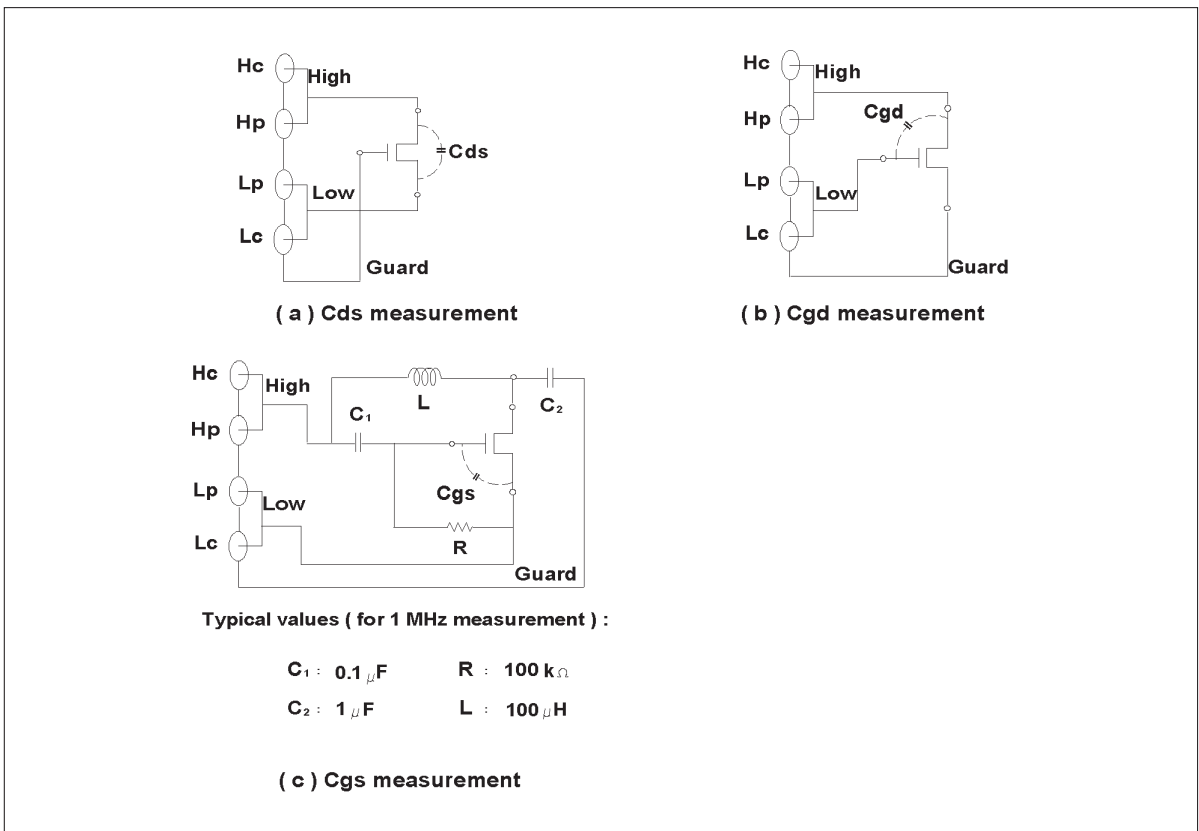 Hc
High
Hp
Cds
Lp
Low
Lc
Guard
( a ) Cds measurement
Hc
High
Cgd
Hp
Lp
Low
Lc
Guard
( b ) Cgd measurement
Hc
High
L
C₂
C₁
Hp
Cgs
Lp
Low
Lc
R
Guard
Typical values ( for 1 MHz measurement ) :
C₁ : 0.1 μF R : 100 kΩ
C₂ : 1 μF L : 100 μH
( c ) Cgs measurement